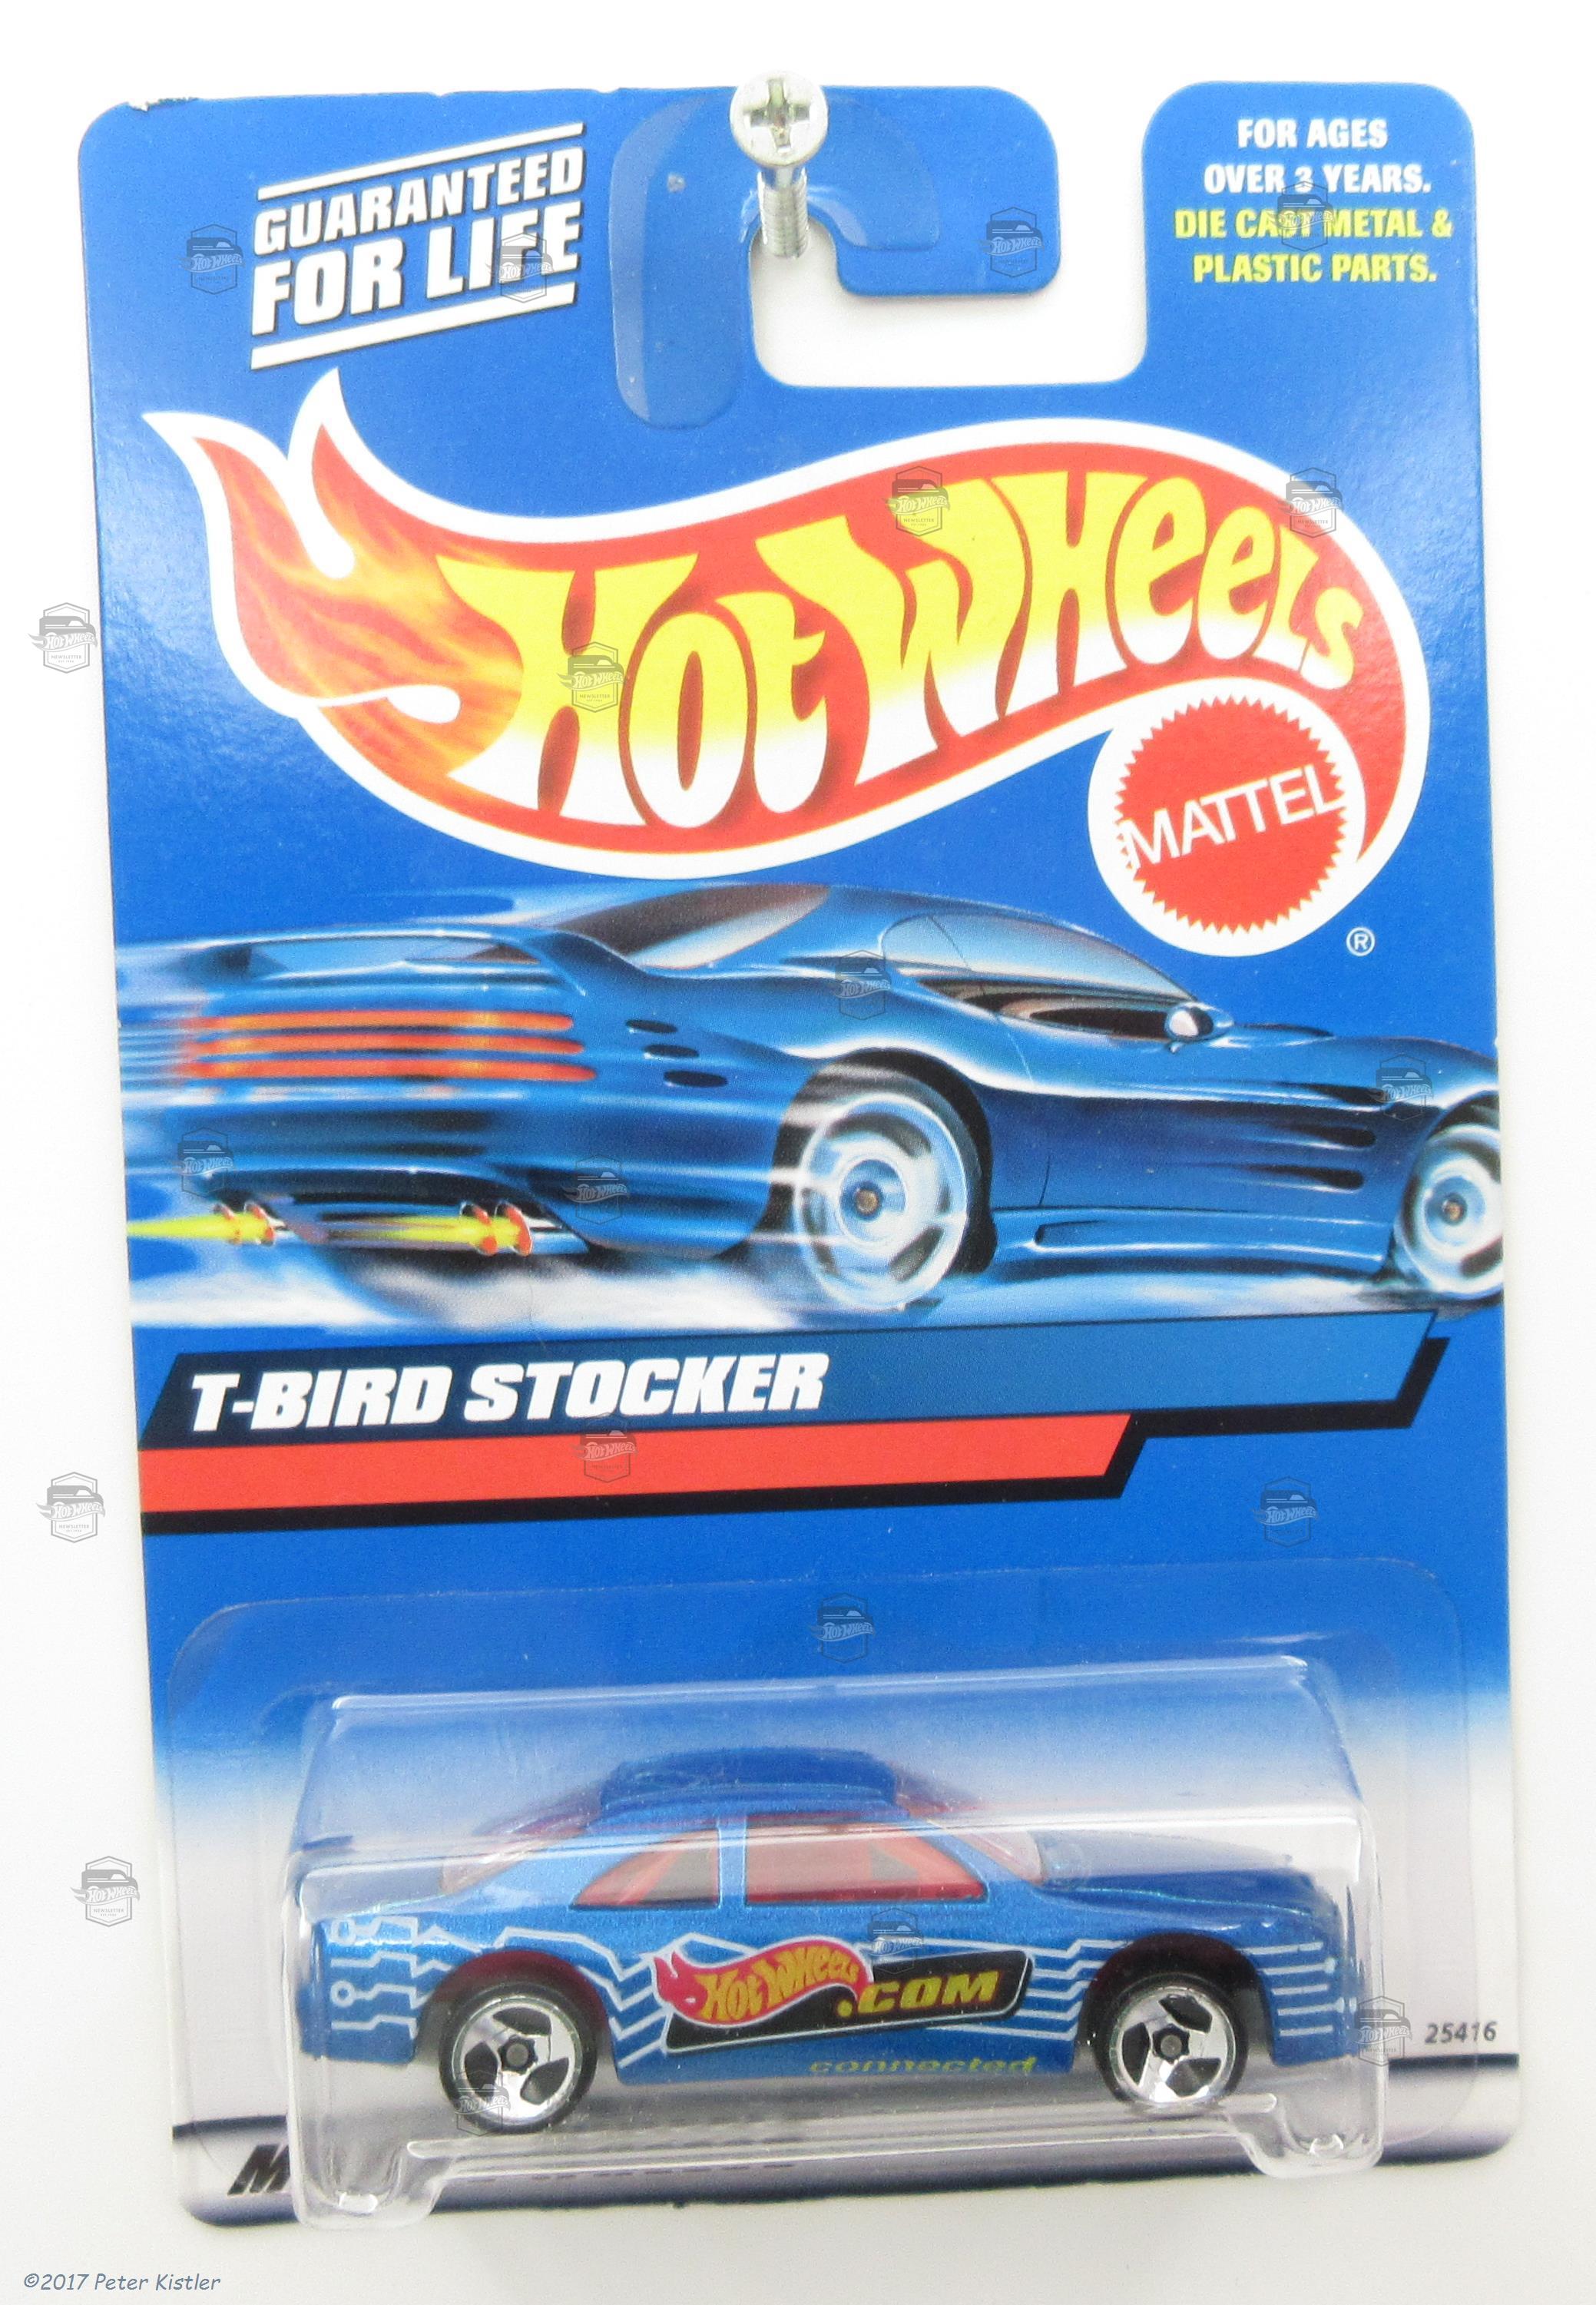 GUARANTEED
FOR LIFE
FOR AGES
OVER 3 YEARS.
DIE CAST METAL &
PLASTIC PARTS.
HOT WHEELS
MATTEL
®
T-BIRD STOCKER
HOT WHEELS
.COM
connected
25416
©2017 Peter Kistler